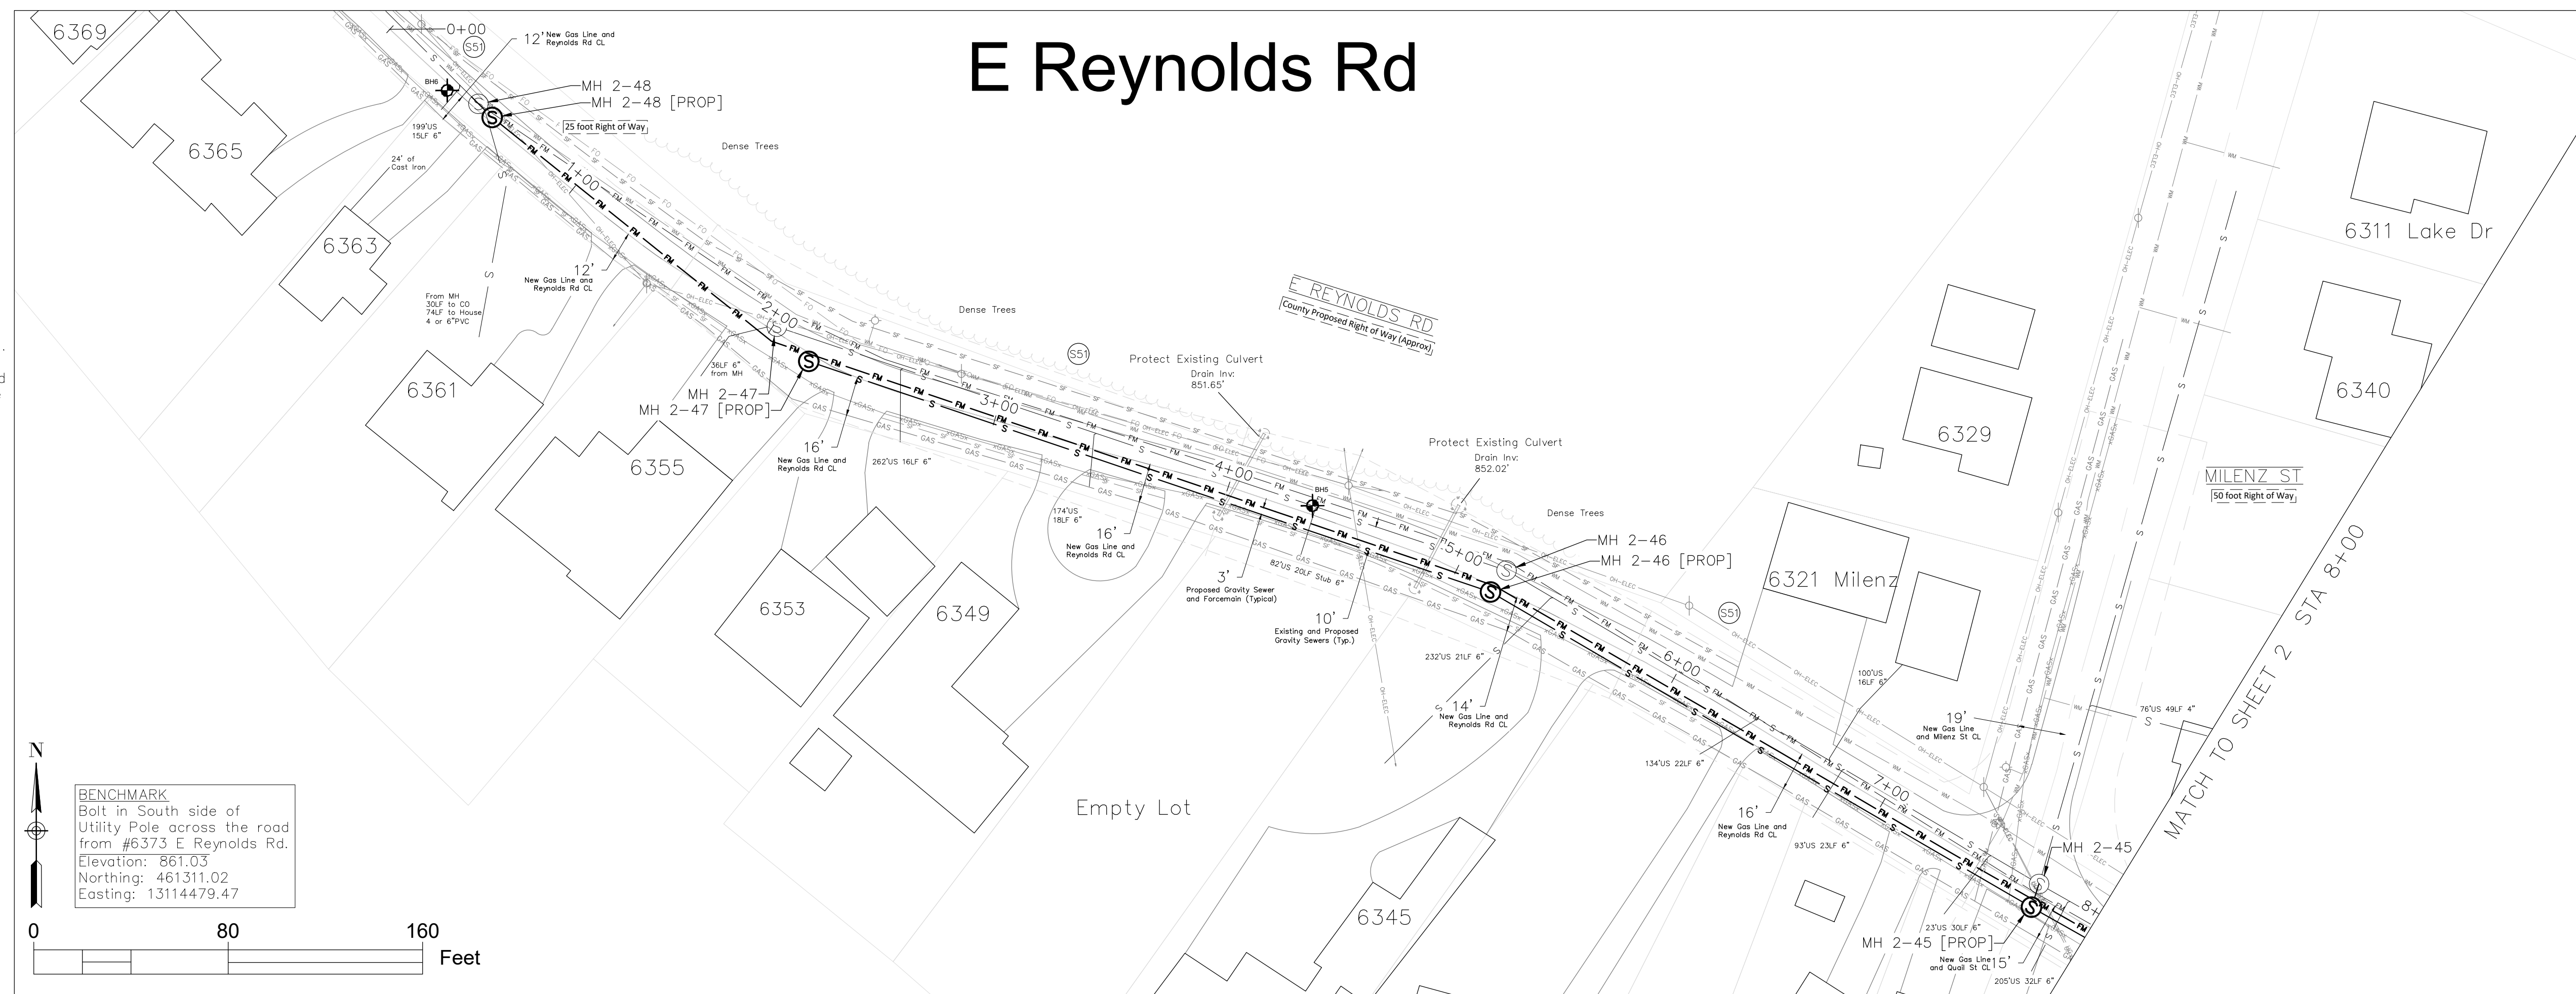 E Reynolds Rd
6369
0+00
S51
12' New Gas Line and
Reynolds Rd CL
BH6
MH 2-48
MH 2-48 [PROP]
25 foot Right of Way
199'US
15LF 6"
6365
24' of
Cast Iron
Dense Trees
1+00
6363
12'
New Gas Line and
Reynolds Rd CL
From MH
30LF to CO
74LF to House
4 or 6"PVC
2+00
Dense Trees
E REYNOLDS RD
County Proposed Right of Way (Approx)
S51
Protect Existing Culvert
Drain Inv:
851.65'
36LF 6"
from MH
MH 2-47
MH 2-47 [PROP]
6361
3+00
6355
16'
New Gas Line and
Reynolds Rd CL
262'US 16LF 6"
4+00
Protect Existing Culvert
Drain Inv:
852.02'
BH5
174'US
18LF 6"
16'
New Gas Line and
Reynolds Rd CL
Dense Trees
5+00
MH 2-46
MH 2-46 [PROP]
82'US 20LF Stub 6"
3'
Proposed Gravity Sewer
and Forcemain (Typical)
10'
Existing and Proposed
Gravity Sewers (Typ.)
6353
6349
S51
6311 Lake Dr
6340
6329
MILENZ ST
50 foot Right of Way
6321 Milenz
232'US 21LF 6"
6+00
14'
New Gas Line and
Reynolds Rd CL
100'US
16LF 6"
19'
New Gas Line
and Milenz St CL
76'US 49LF 4"
MATCH TO SHEET 2 STA 8+00
134'US 22LF 6"
7+00
16'
New Gas Line and
Reynolds Rd CL
93'US 23LF 6"
Empty Lot
6345
MH 2-45
8+
23'US 30LF 6"
MH 2-45 [PROP]
New Gas Line
and Quail St CL 15'
205'US 32LF 6"
N
BENCHMARK
Bolt in South side of
Utility Pole across the road
from #6373 E Reynolds Rd.
Elevation: 861.03
Northing: 461311.02
Easting: 13114479.47
0 80 160
Feet